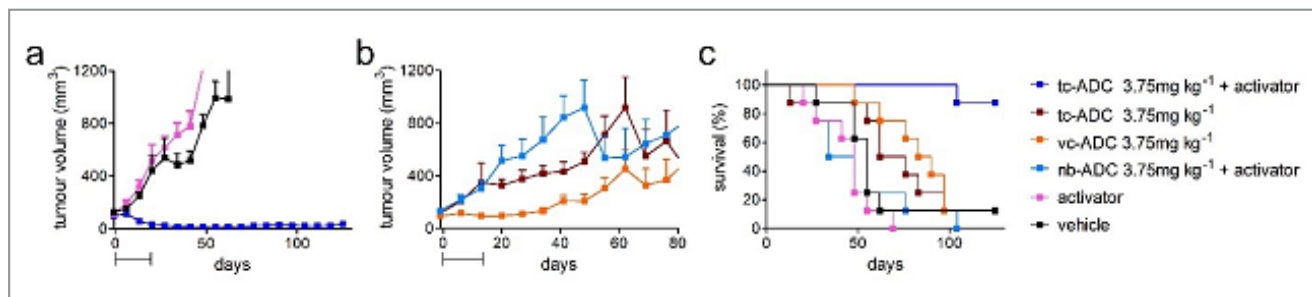 a
tumour volume (mm³)
1200
800
400
0
0
50
100
days
b
tumour volume (mm³)
1200
800
400
0
0
20
40
60
80
days
c
survival (%)
100
80
60
40
20
0
0
50
100
days
tc-ADC 3.75mg kg⁻¹ + activator
tc-ADC 3.75mg kg⁻¹
vc-ADC 3.75mg kg⁻¹
nb-ADC 3.75mg kg⁻¹ + activator
activator
vehicle